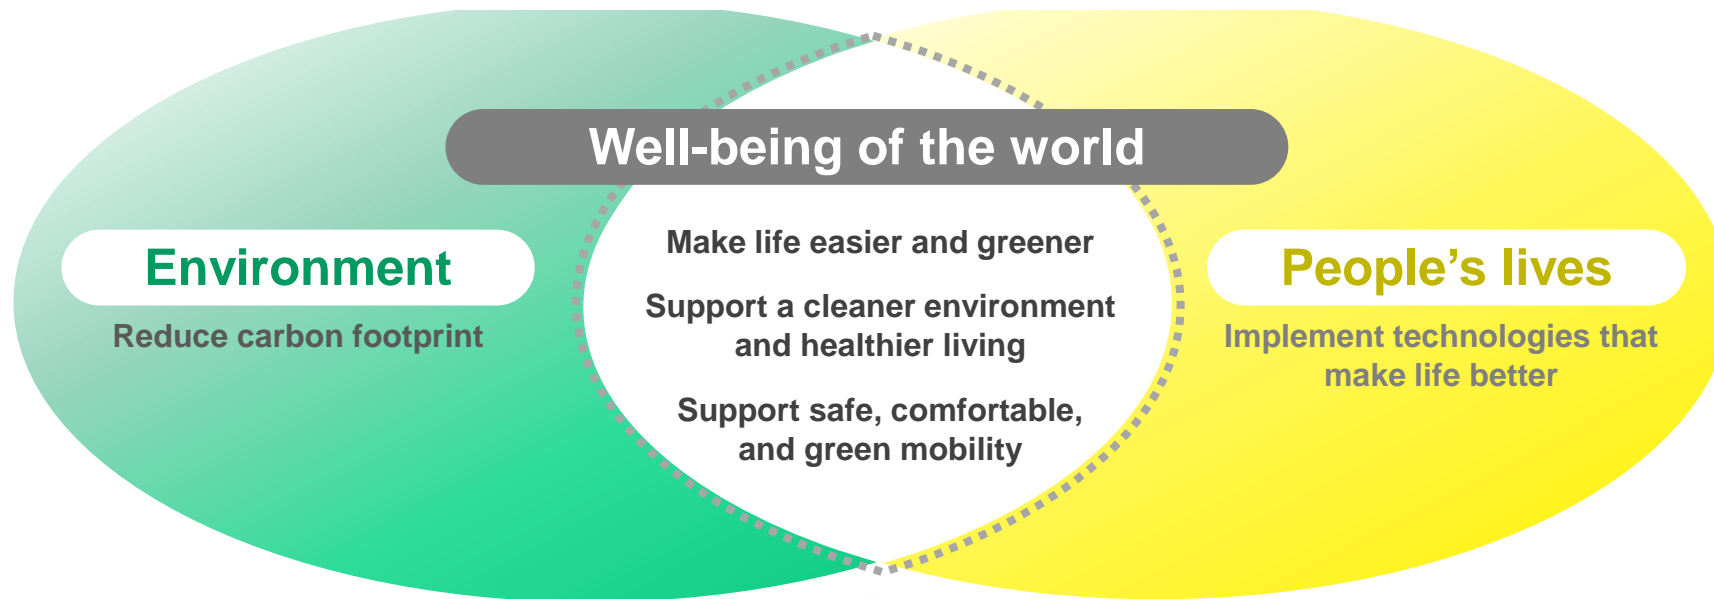 Well-being of the world
Environment
Reduce carbon footprint
Make life easier and greener
Support a cleaner environment
and healthier living
Support safe, comfortable,
and green mobility
People’s lives
Implement technologies that
make life better